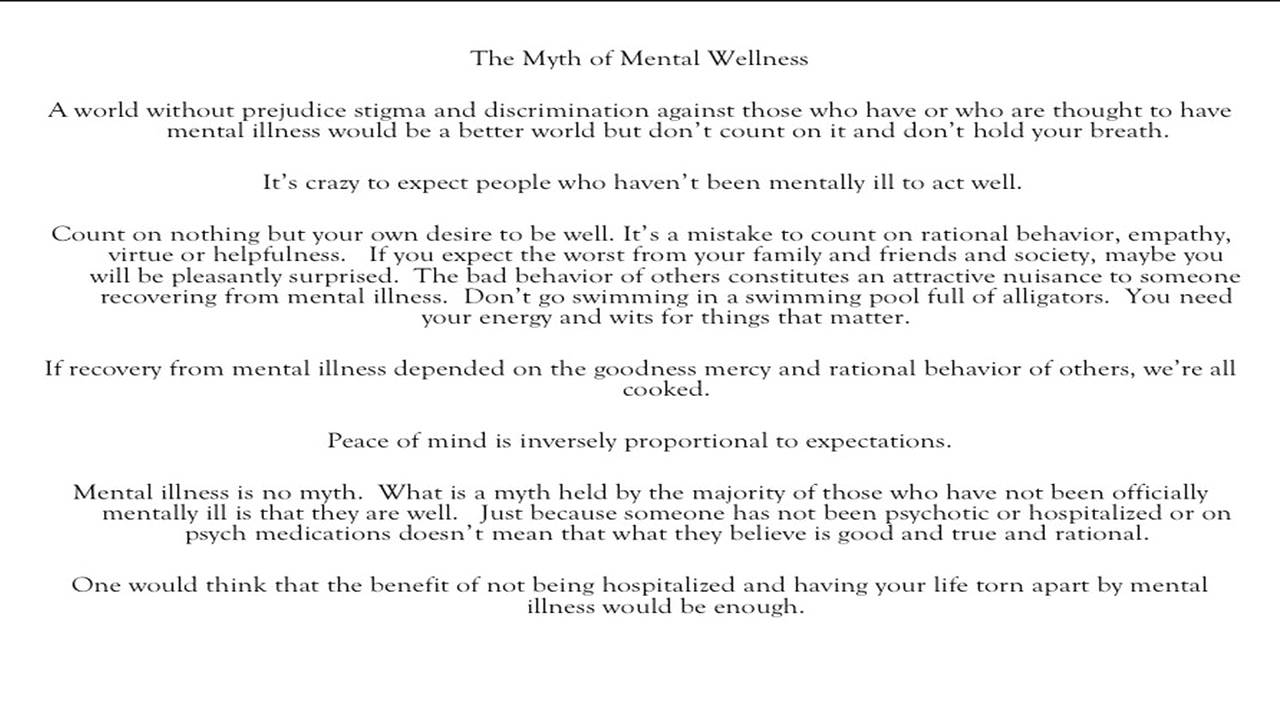 The Myth of Mental Wellness
A world without prejudice stigma and discrimination against those who have or who are thought to have
mental illness would be a better world but don't count on it and don't hold your breath.
It's crazy to expect people who haven't been mentally ill to act well.
Count on nothing but your own desire to be well. It's a mistake to count on rational behavior, empathy,
virtue or helpfulness.   If you expect the worst from your family and friends and society, maybe you
will be pleasantly surprised.  The bad behavior of others constitutes an attractive nuisance to someone
recovering from mental illness.  Don't go swimming in a swimming pool full of alligators.  You need
your energy and wits for things that matter.
If recovery from mental illness depended on the goodness mercy and rational behavior of others, we're all
cooked.
Peace of mind is inversely proportional to expectations.
Mental illness is no myth.  What is a myth held by the majority of those who have not been officially
mentally ill is that they are well.   Just because someone has not been psychotic or hospitalized or on
psych medications doesn't mean that what they believe is good and true and rational.
One would think that the benefit of not being hospitalized and having your life torn apart by mental
illness would be enough.